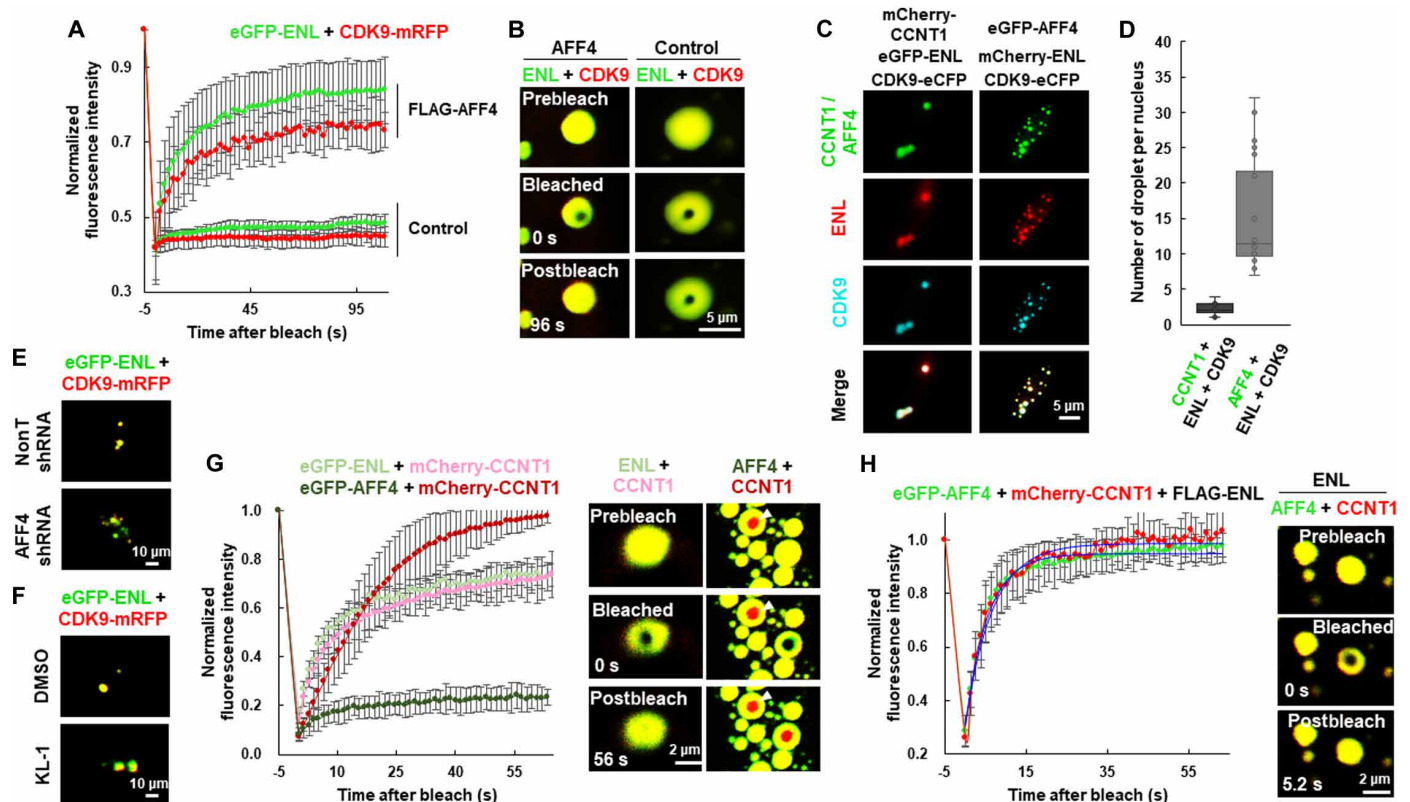 A
eGFP-ENL + CDK9-mRFP
Normalized
fluorescence intensity
0.9
0.7
0.5
0.3
FLAG-AFF4
Control
-5
45
95
Time after bleach (s)
B
AFF4
Control
ENL + CDK9
ENL + CDK9
Prebleach
Bleached
0 s
Postbleach
96 s
5 µm
C
mCherry-
CCNT1
eGFP-ENL
CDK9-eCFP
eGFP-AFF4
mCherry-ENL
CDK9-eCFP
CCNT1 /
AFF4
ENL
CDK9
Merge
5 µm
D
Number of droplet per nucleus
40
35
30
25
20
15
10
5
0
CCNT1 +
ENL + CDK9
AFF4 +
ENL + CDK9
E
eGFP-ENL +
CDK9-mRFP
NonT
shRNA
AFF4
shRNA
10 µm
F
eGFP-ENL +
CDK9-mRFP
DMSO
KL-1
10 µm
G
eGFP-ENL + mCherry-CCNT1
eGFP-AFF4 + mCherry-CCNT1
Normalized
fluorescence intensity
1.0
0.8
0.6
0.4
0.2
0.0
-5
10
25
40
55
Time after bleach (s)
ENL +
CCNT1
AFF4 +
CCNT1
Prebleach
Bleached
0 s
Postbleach
56 s
2 µm
H
eGFP-AFF4 + mCherry-CCNT1 + FLAG-ENL
Normalized
fluorescence intensity
1.0
0.8
0.6
0.4
0.2
-5
15
35
55
Time after bleach (s)
ENL
AFF4 + CCNT1
Prebleach
Bleached
0 s
Postbleach
5.2 s
2 µm